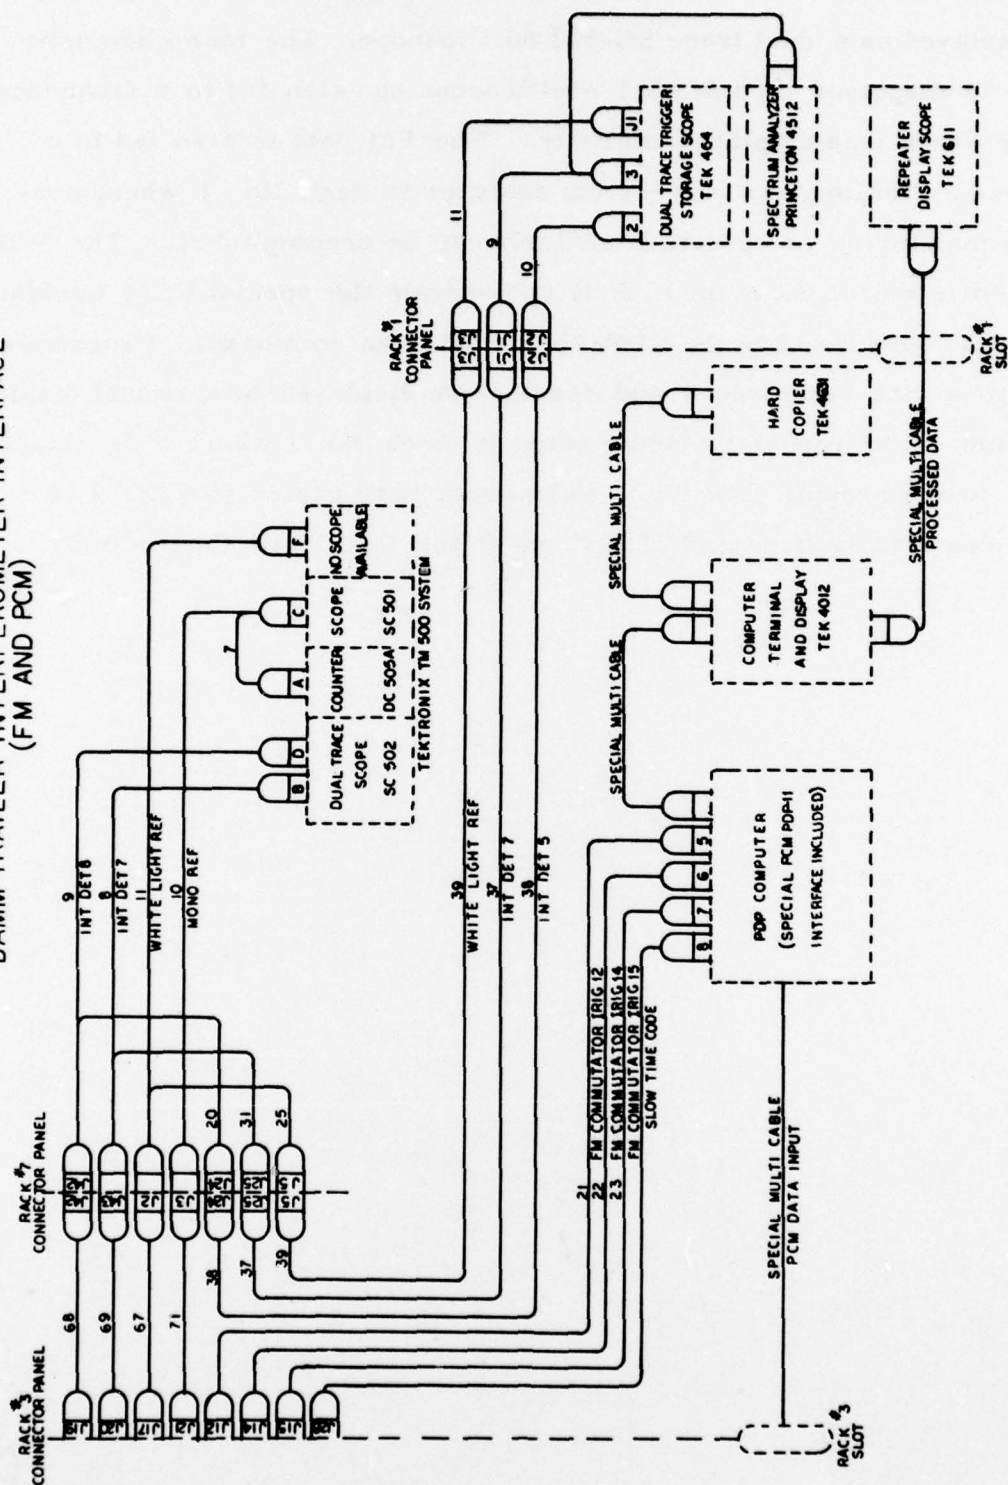 BAMM TRAILER INTERFEROMETER INTERFACE
(FM AND PCM)
RACK #3
CONNECTOR PANEL
68
69
67
71
RACK #7
CONNECTOR PANEL
38
37
39
20
31
25
9
INT DET 8
8
INT DET 7
11
WHITE LIGHT REF
10
MONO REF
B
D
A
C
F
7
DUAL TRACE
SCOPE
SC 502
COUNTER
DC 505A
SCOPE
SC 501
NO SCOPE
AVAILABLE
TEKTRONIX TM 500 SYSTEM
39
WHITE LIGHT REF
37
INT DET 7
38
INT DET 5
RACK #1
CONNECTOR
PANEL
11
9
10
2
3
J1
DUAL TRACE TRIGGER
STORAGE SCOPE
TEK 464
SPECTRUM ANALYZER
PRINCETON 4512
REPEATER
DISPLAY SCOPE
TEK 611
RACK #1
SLOT
21
FM COMMUTATOR IRIG 12
22
FM COMMUTATOR IRIG 14
23
FM COMMUTATOR IRIG 15
SLOW TIME CODE
8
7
6
5
PDP COMPUTER
(SPECIAL PCM PDP-11
INTERFACE INCLUDED)
SPECIAL MULTI CABLE
COMPUTER
TERMINAL
AND DISPLAY
TEK 4012
SPECIAL MULTI CABLE
HARD
COPIER
TEK 4631
SPECIAL MULTI CABLE
PROCESSED DATA
SPECIAL MULTI CABLE
PCM DATA INPUT
RACK #3
SLOT